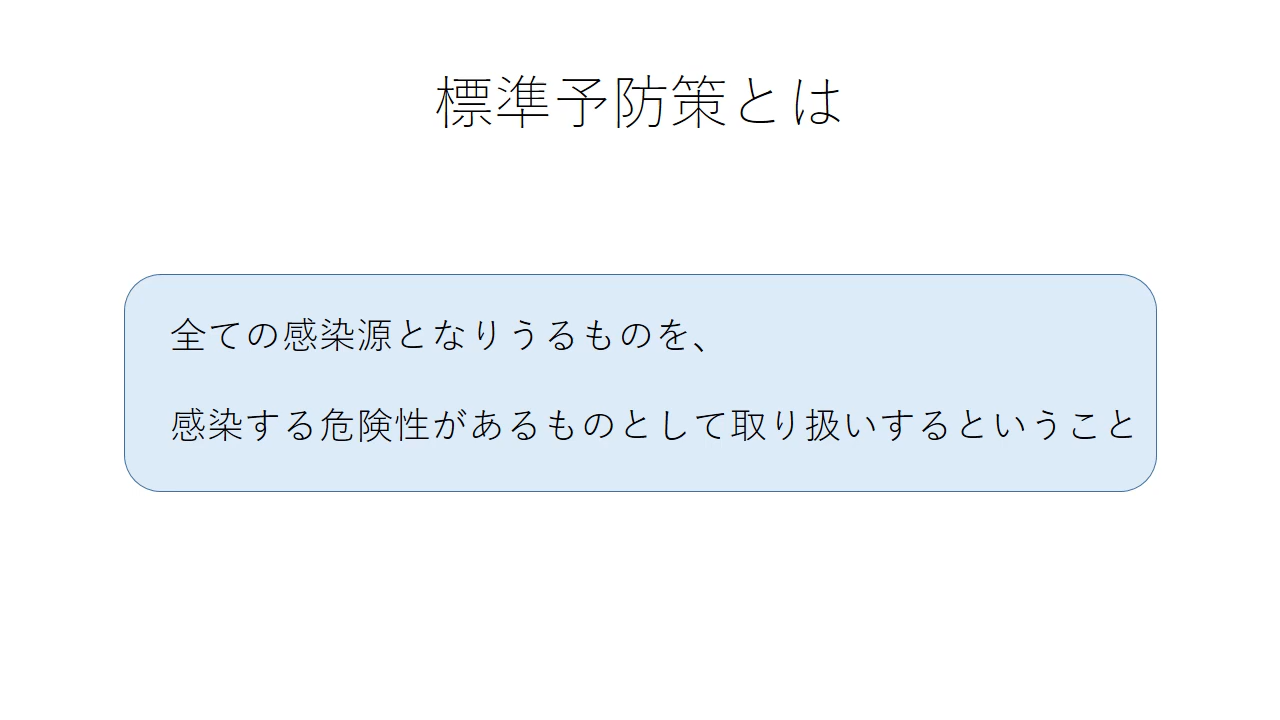 標準予防策とは
全ての感染源となりうるものを、
感染する危険性があるものとして取り扱いするということ